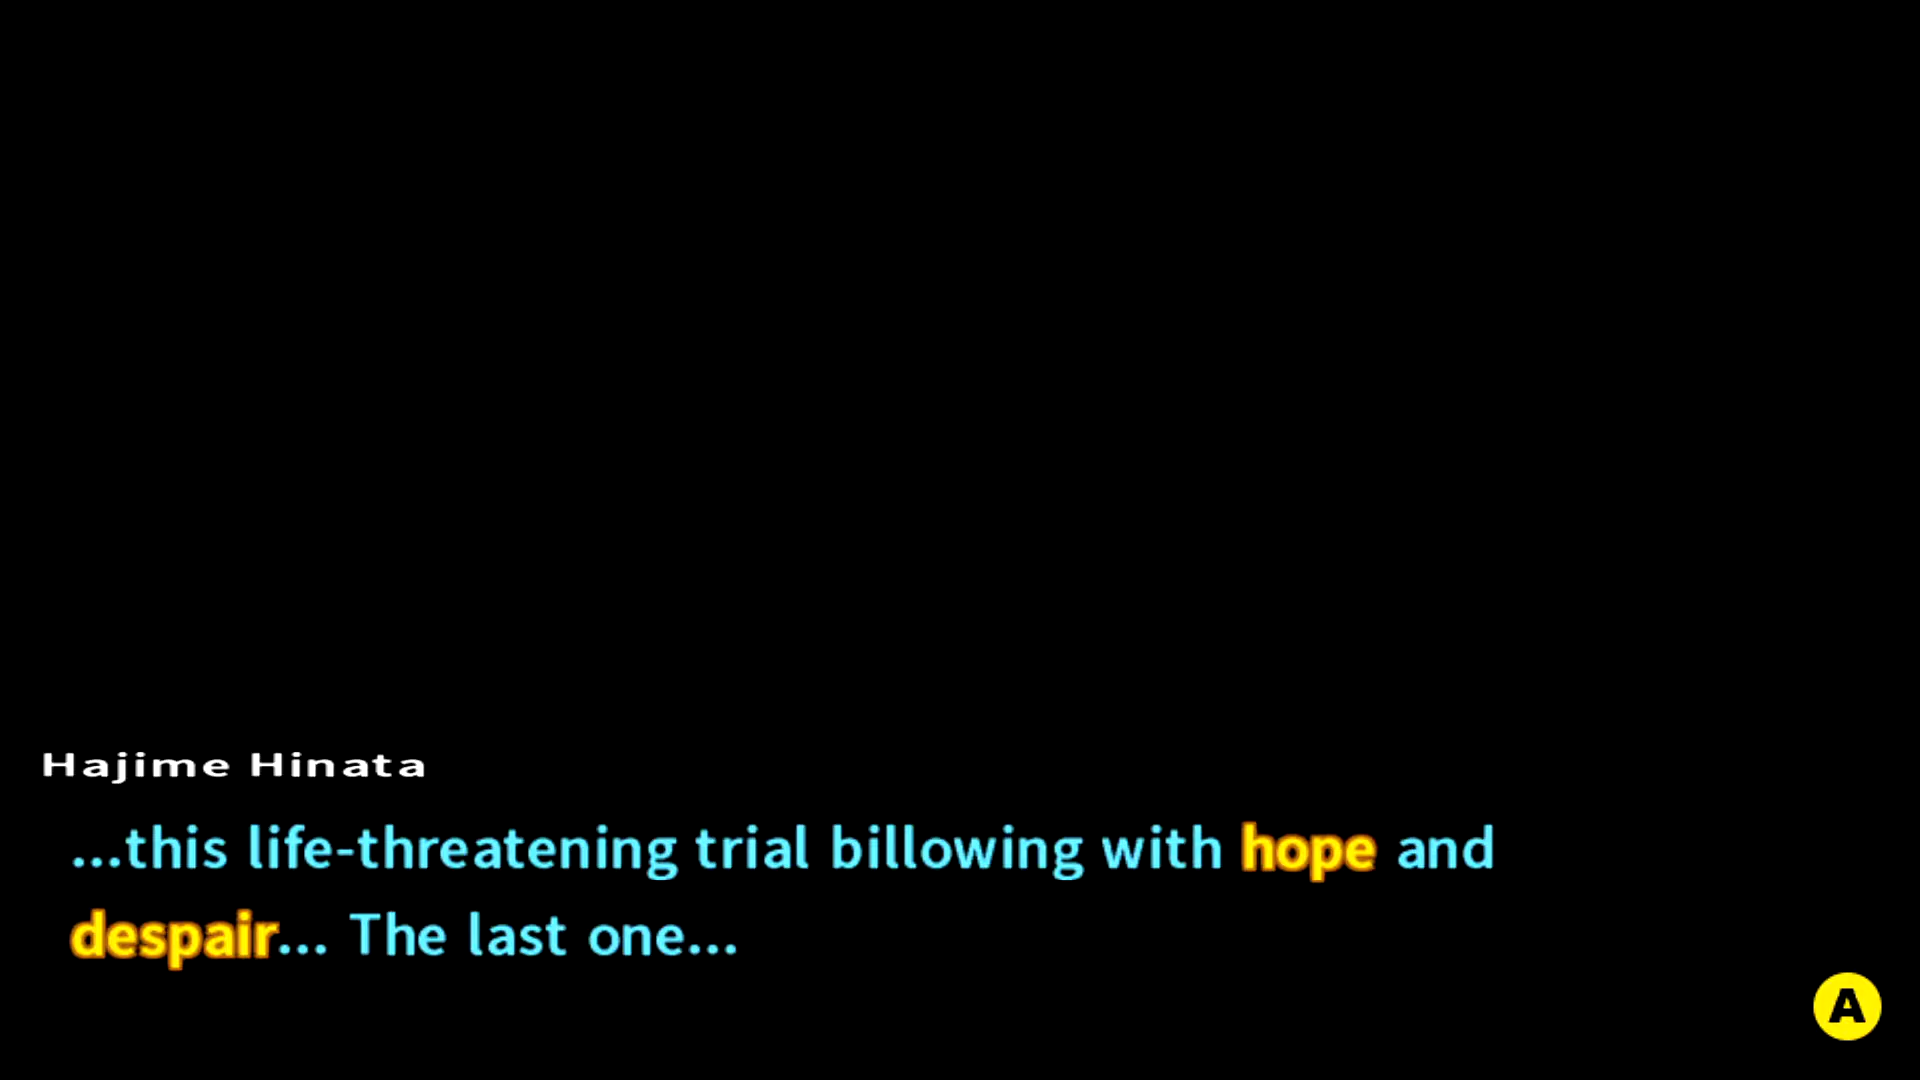 Hajime Hinata
...this life-threatening trial billowing with hope and
despair... The last one...
A